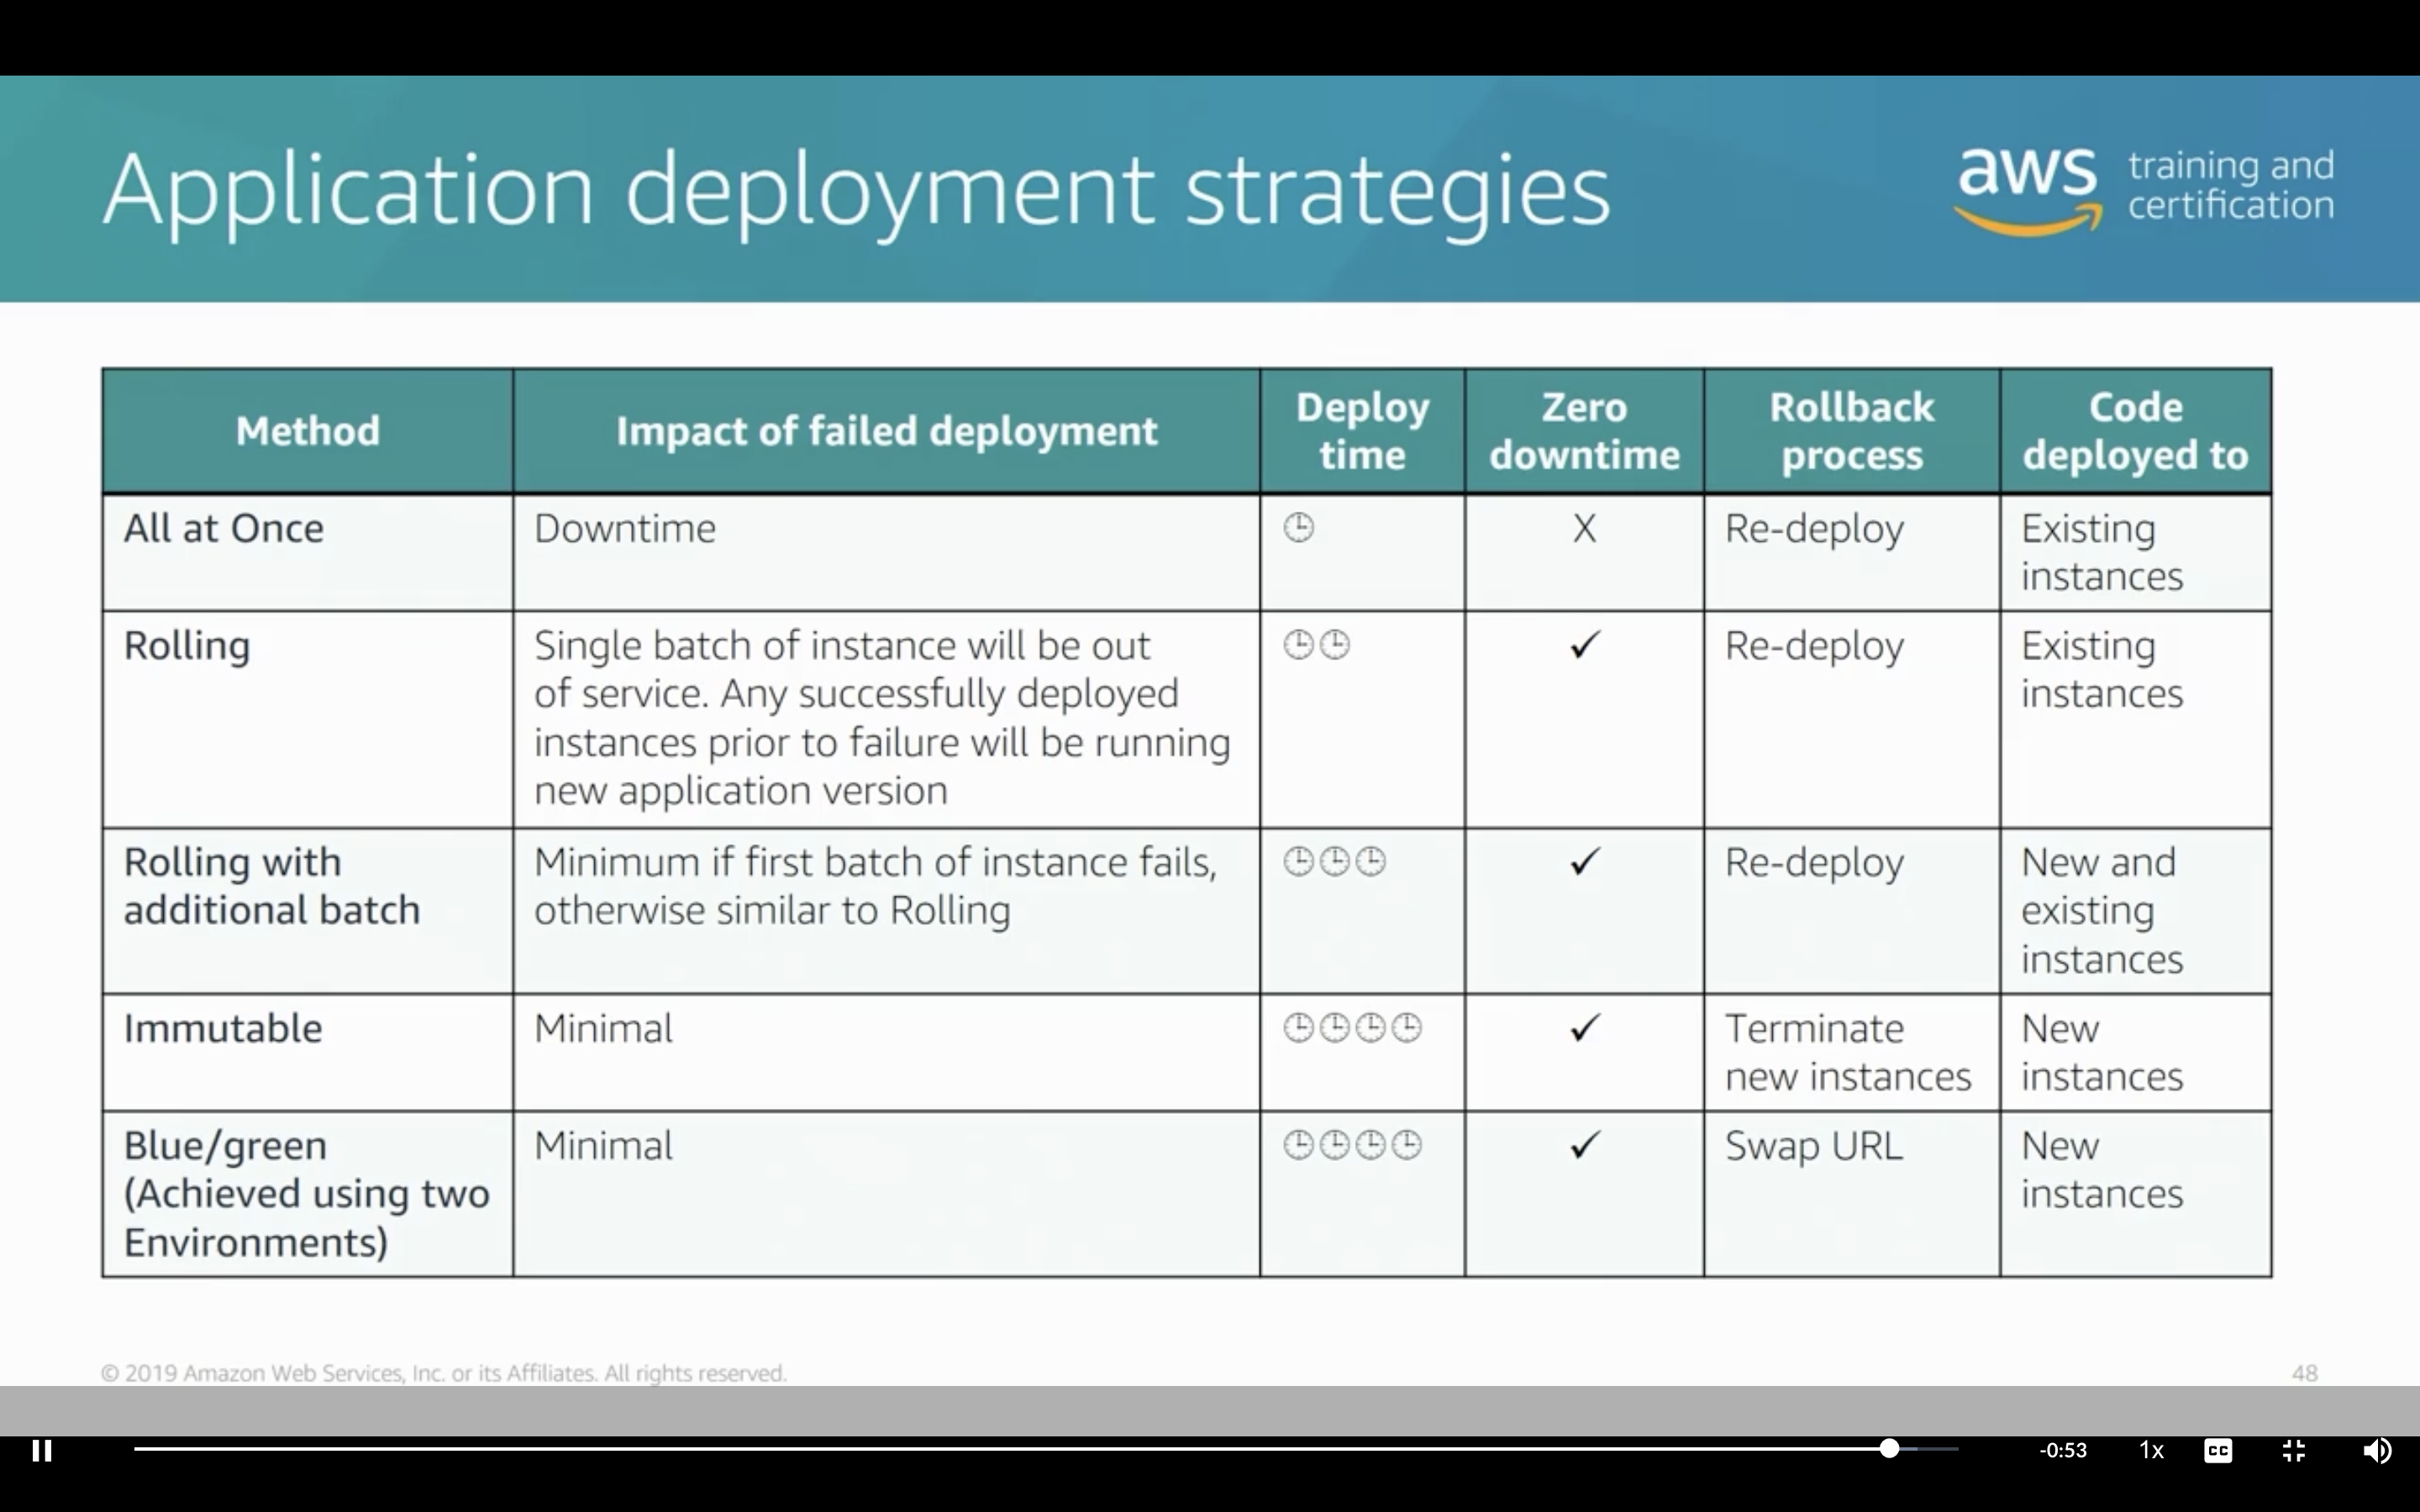 Application deployment strategies
aws training and
certification
Method
Impact of failed deployment
Deploy
time
Zero
downtime
Rollback
process
Code
deployed to
All at Once
Downtime
X
Re-deploy
Existing
instances
Rolling
Single batch of instance will be out
of service. Any successfully deployed
instances prior to failure will be running
new application version
✓
Re-deploy
Existing
instances
Rolling with
additional batch
Minimum if first batch of instance fails,
otherwise similar to Rolling
✓
Re-deploy
New and
existing
instances
Immutable
Minimal
✓
Terminate
new instances
New
instances
Blue/green
(Achieved using two
Environments)
Minimal
✓
Swap URL
New
instances
© 2019 Amazon Web Services, Inc. or its Affiliates. All rights reserved.
48
-0:53
1x
CC